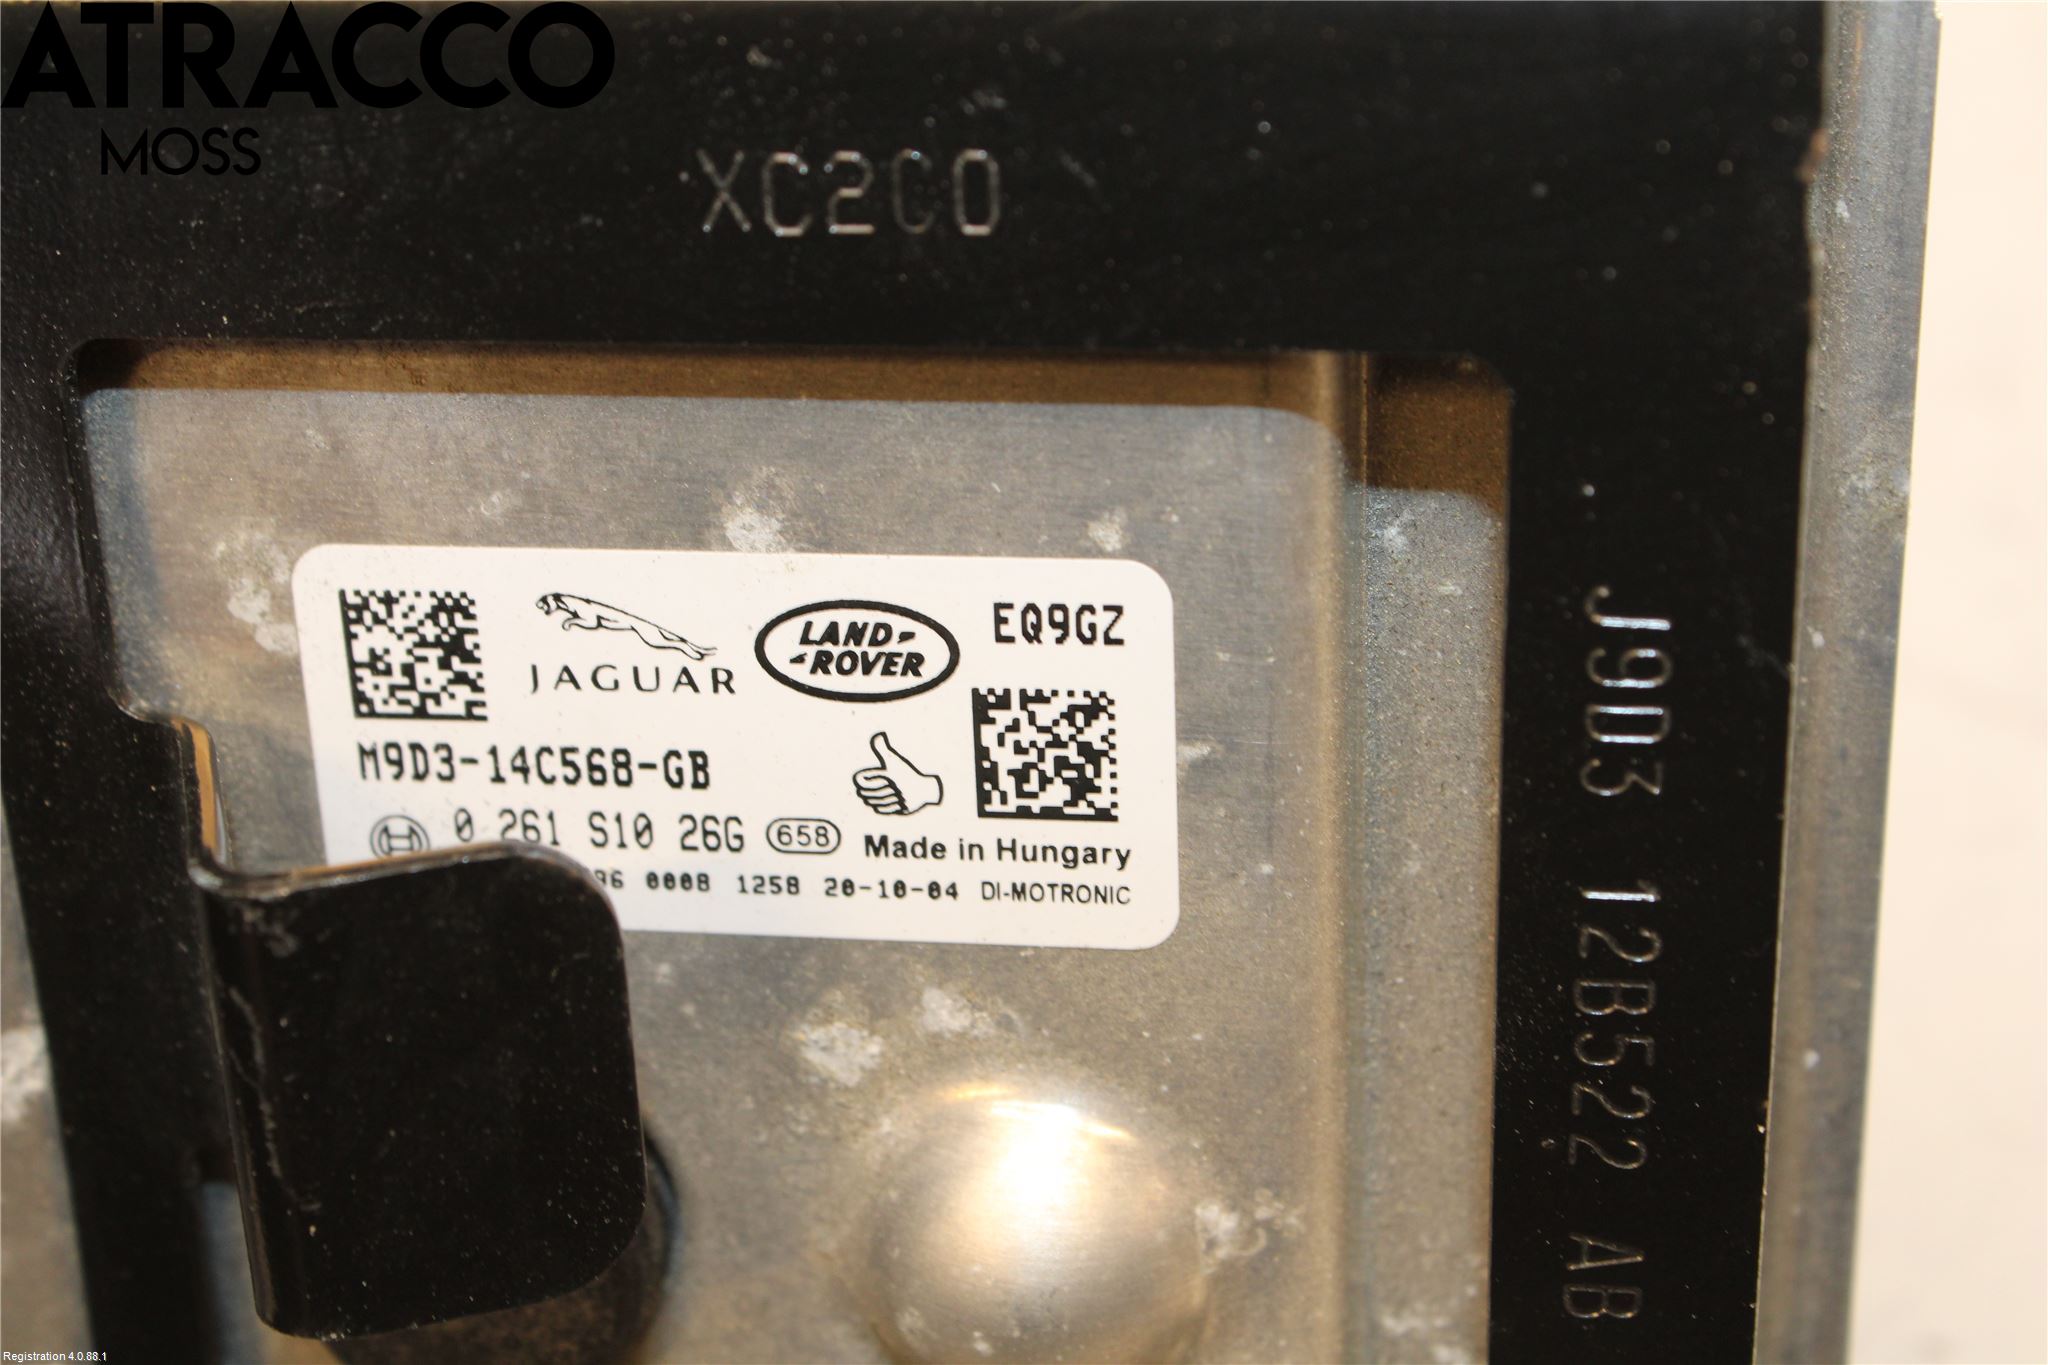 ATRACCO
MOSS
XC2C0
JAGUAR
LAND-
-ROVER
EQ9GZ
M9D3-14C568-GB
0 261 S10 26G 658
Made in Hungary
96 0008 1258 20-10-04 DI-MOTRONIC
J9D3 12B522 AB
Registration 4.0.88.1